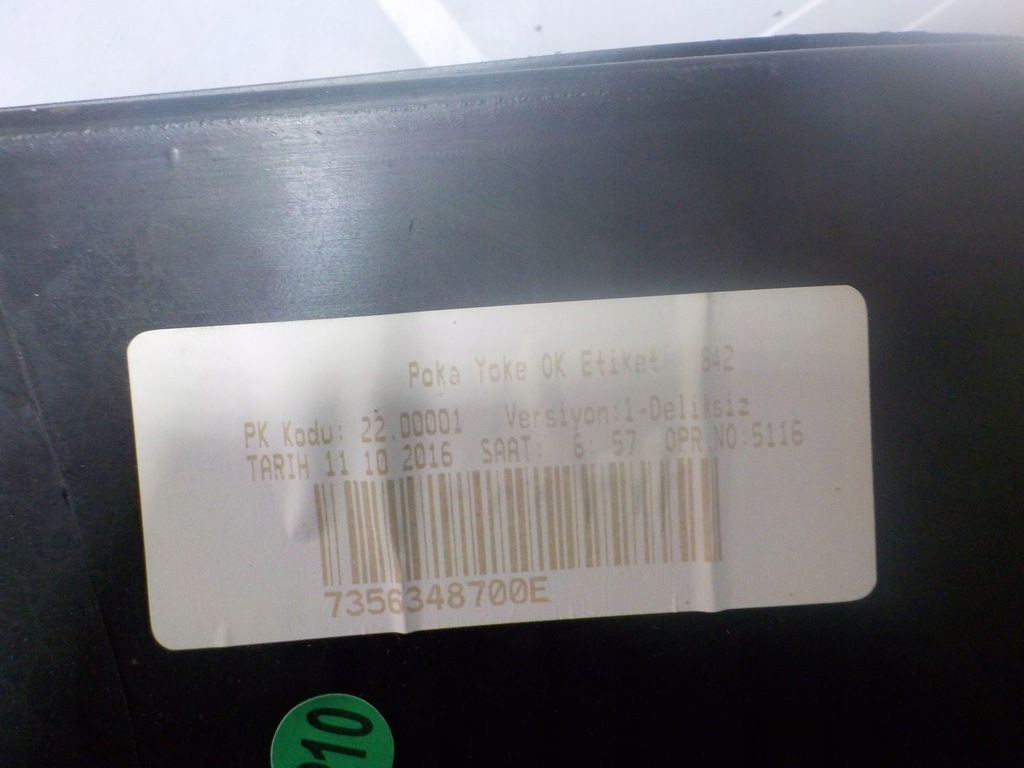 Poka Yoke OK Etiket 842
PK Kodu: 22.00001 Versiyon:1-Deliksiz
TARIH 11 10 2016 SAAT: 6: 57 OPR.NO:5116
7356348700E
010